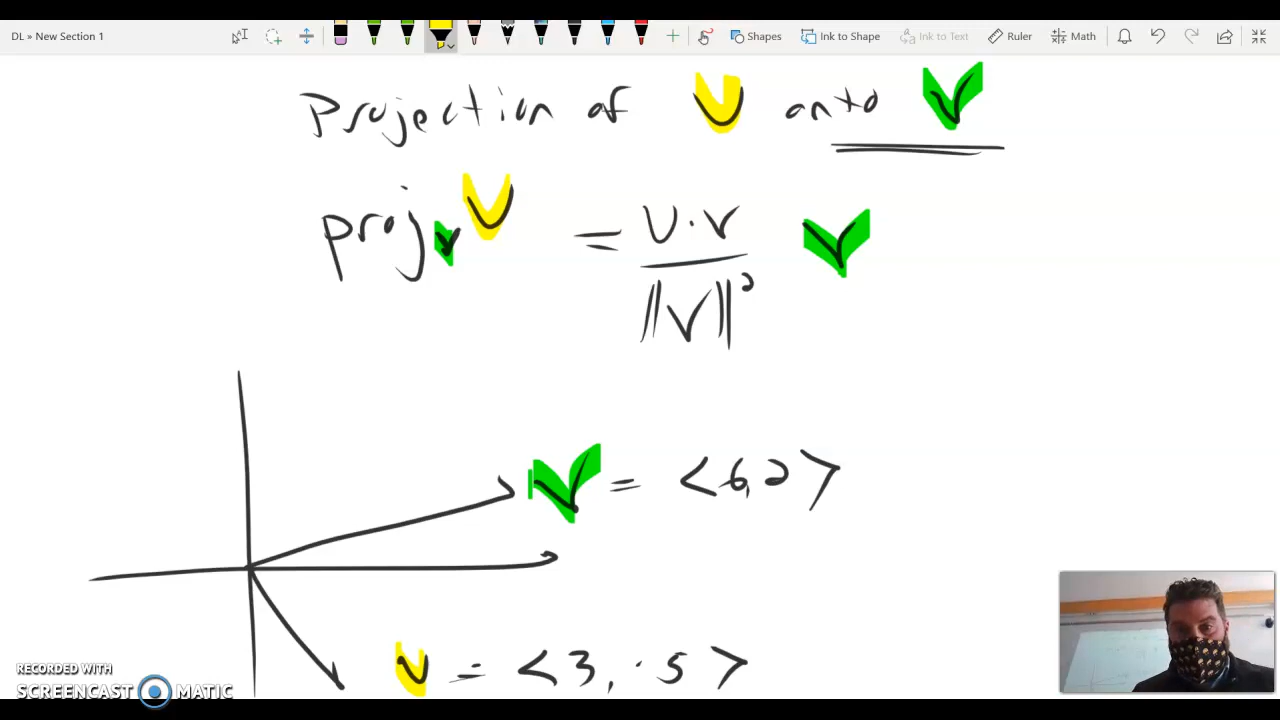 DL » New Section 1 Shapes Ink to Shape Ink to Text Ruler Math
Projection of U onto V
proj_v U = U · V / ||V||² V
V = <6, 2>
U = <3, -5>
RECORDED WITH
SCREENCAST MATIC